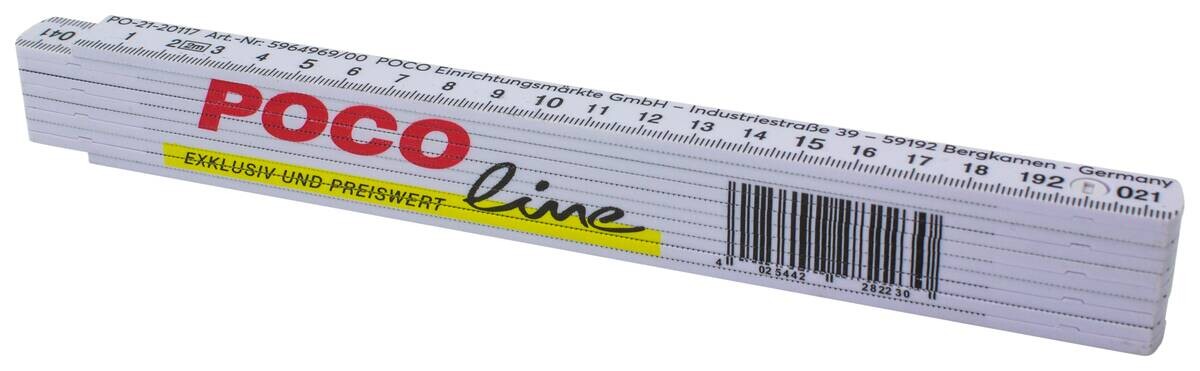 PO-21-20117 Art.-Nr. 5964969/00 POCO Einrichtungsmärkte GmbH – Industriestraße 39 – 59192 Bergkamen - Germany
041 1 2 2m 3 4 5 6 7 8 9 10 11 12 13 14 15 16 17 18 192 021
POCO
line
EXKLUSIV UND PREISWERT
4 025442 282230